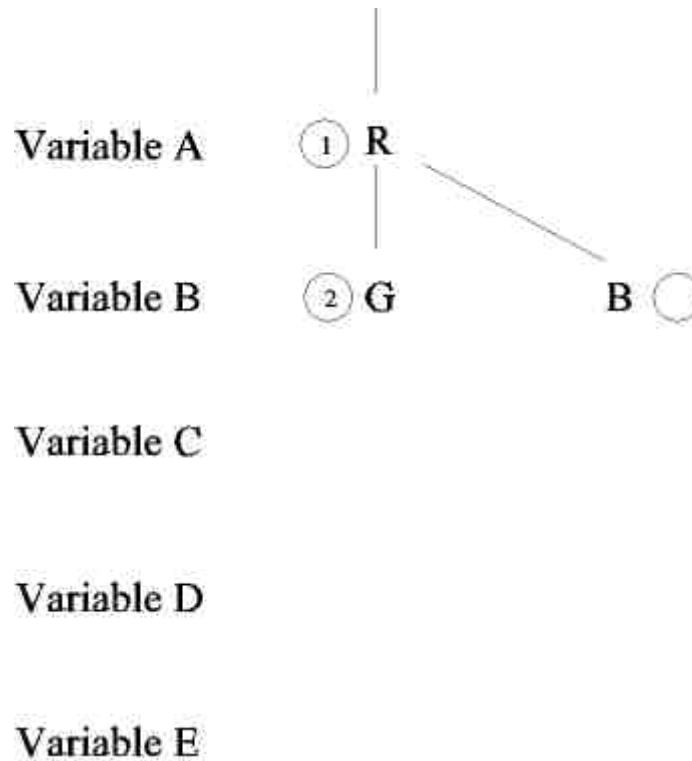 Variable A 1 R
Variable B 2 G B
Variable C
Variable D
Variable E